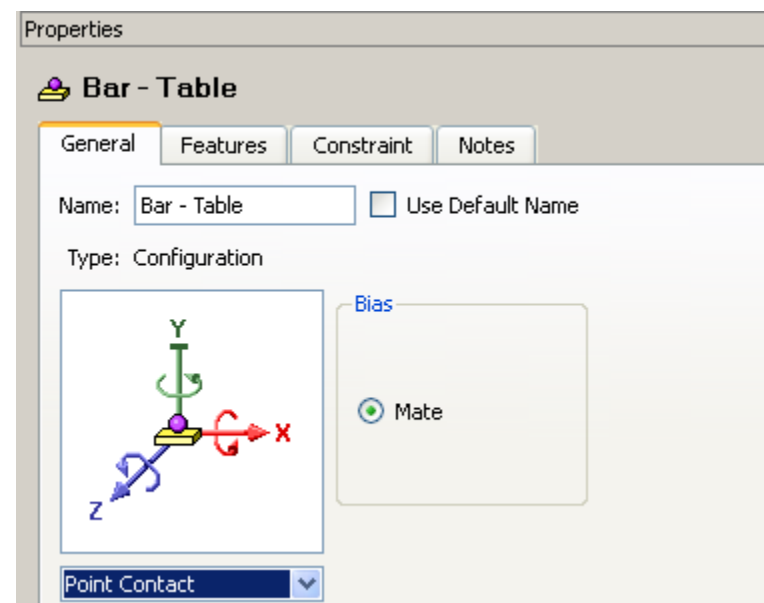 Properties
Bar - Table
General Features Constraint Notes
Name: Bar - Table Use Default Name
Type: Configuration
Bias
Y
Mate
X
Z
Point Contact